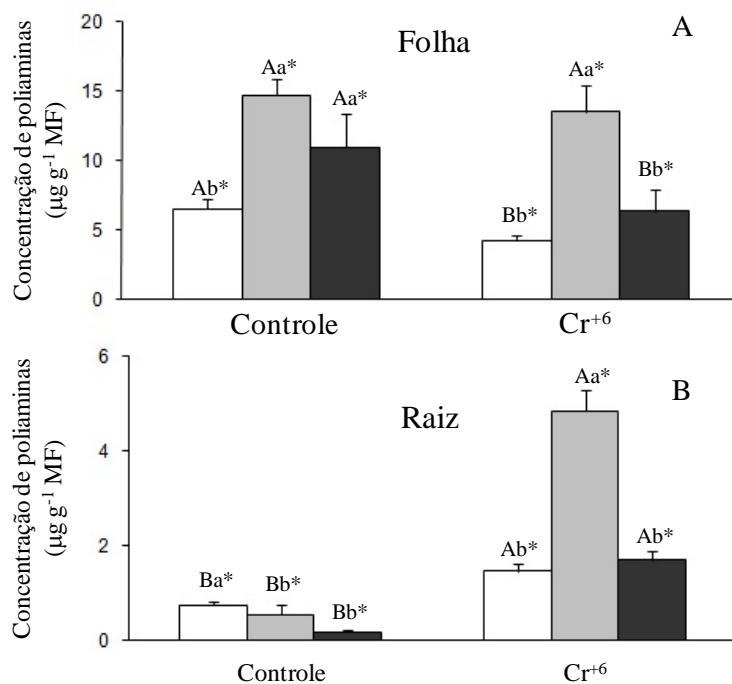 Folha
A
Concentração de poliaminas
(µg g⁻¹ MF)
20
15
10
5
0
Ab*
Aa*
Aa*
Bb*
Aa*
Bb*
Controle
Cr⁺⁶
Raiz
B
Concentração de poliaminas
(µg g⁻¹ MF)
6
4
2
0
Ba*
Bb*
Bb*
Ab*
Aa*
Ab*
Controle
Cr⁺⁶